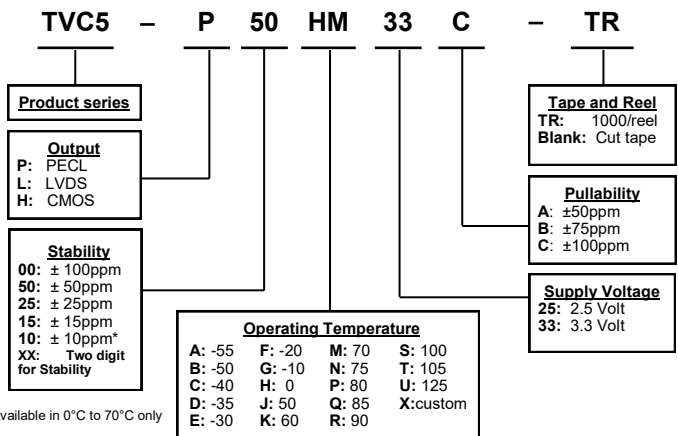 TVC5 – P 50 HM 33 C – TR
Product series
Output
P: PECL
L: LVDS
H: CMOS
Stability
00: ± 100ppm
50: ± 50ppm
25: ± 25ppm
15: ± 15ppm
10: ± 10ppm*
XX: Two digit
for Stability
vailable in 0°C to 70°C only
Operating Temperature
A: -55 F: -20 M: 70 S: 100
B: -50 G: -10 N: 75 T: 105
C: -40 H: 0 P: 80 U: 125
D: -35 J: 50 Q: 85 X:custom
E: -30 K: 60 R: 90
Tape and Reel
TR: 1000/reel
Blank: Cut tape
Pullability
A: ±50ppm
B: ±75ppm
C: ±100ppm
Supply Voltage
25: 2.5 Volt
33: 3.3 Volt